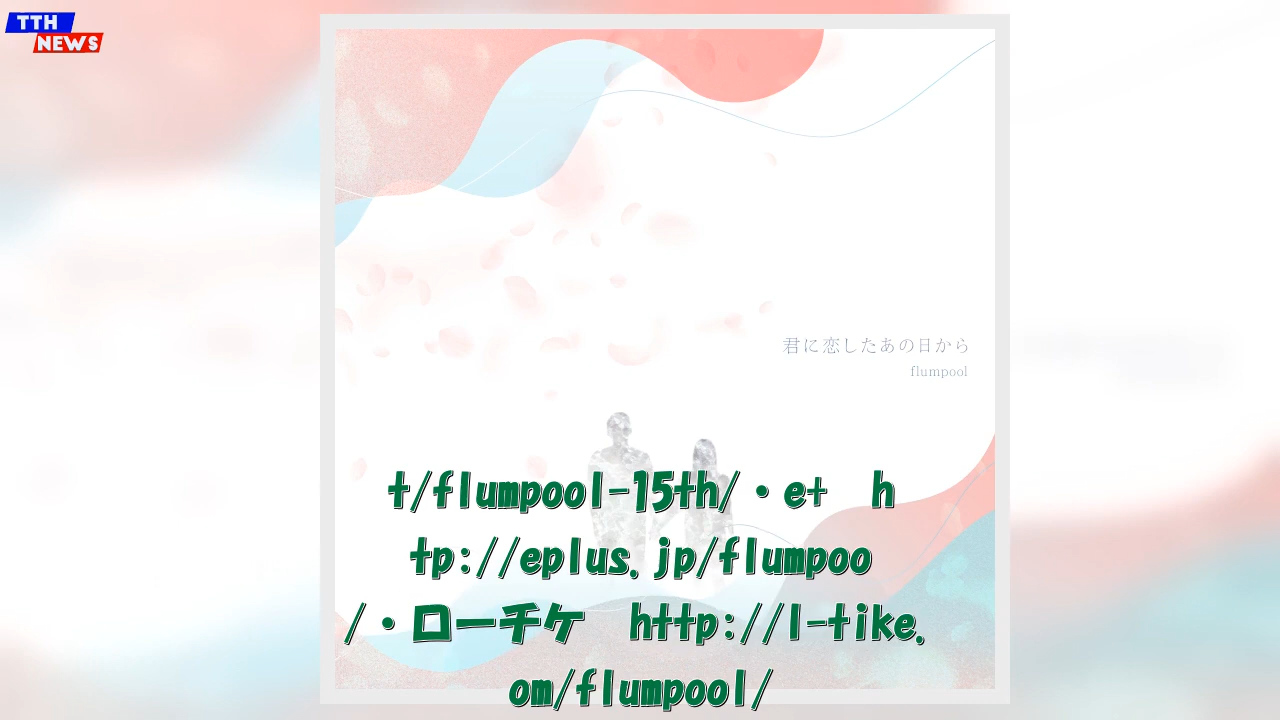 TTH
NEWS
君に恋したあの日から
flumpool
t/flumpool-15th/・e+　h
tp://eplus.jp/flumpoo
/・ローチケ　http://l-tike.
om/flumpool/